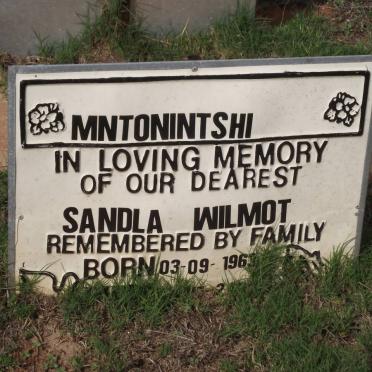 MNTONINTSHI
IN LOVING MEMORY
OF OUR DEAREST
SANDLA WILMOT
REMEMBERED BY FAMILY
BORN 03-09-